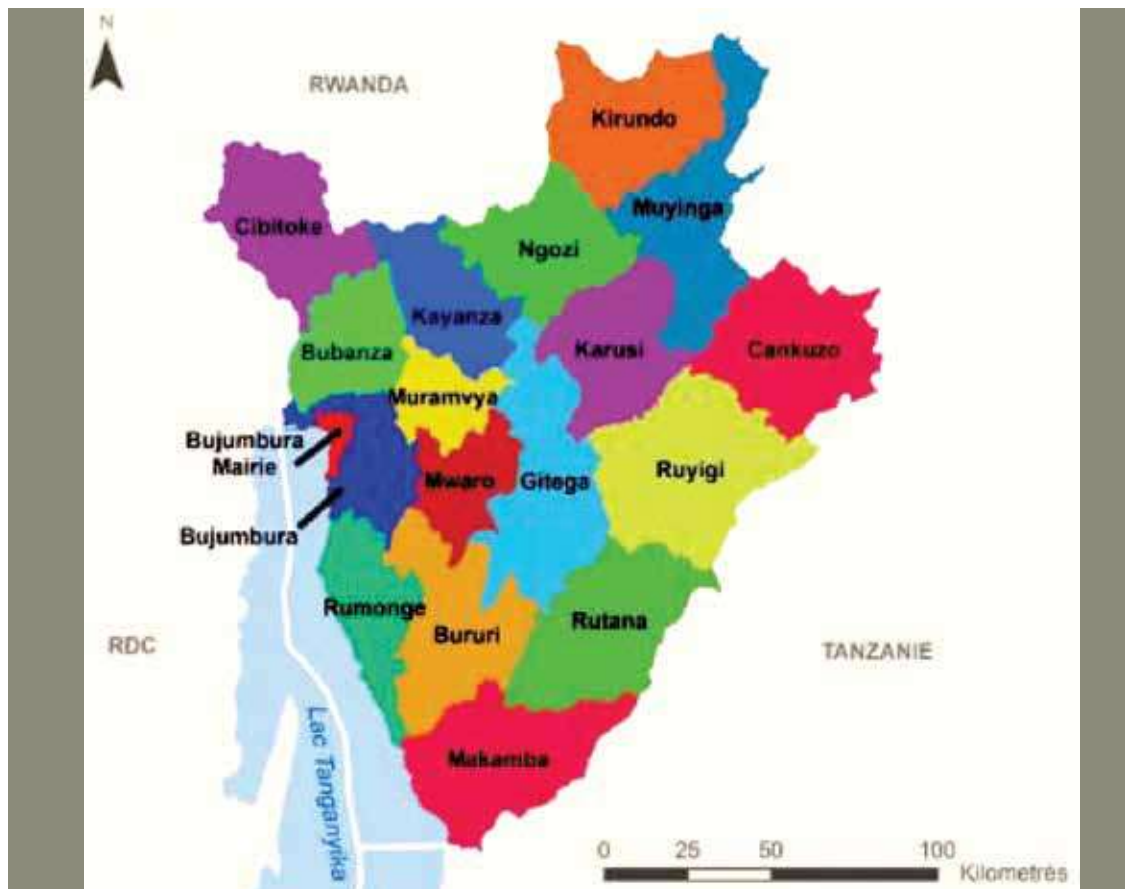 N
RWANDA
Kirundo
Muyinga
Cibitoke
Ngozi
Kayanza
Bubanza
Karusi
Cankuzo
Muramvya
Bujumbura
Mairie
Mwaro
Gitega
Ruyigi
Bujumbura
Rumonge
Bururi
Rutana
RDC
TANZANIE
Lac Tanganyika
Makamba
0 25 50 100
Kilometrés